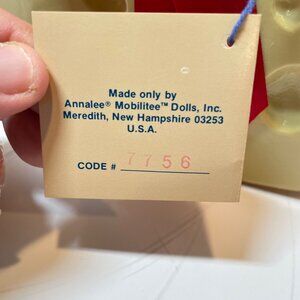 Made only by
Annalee® Mobilitee™ Dolls, Inc.
Meredith, New Hampshire 03253
U.S.A.
CODE # 7756